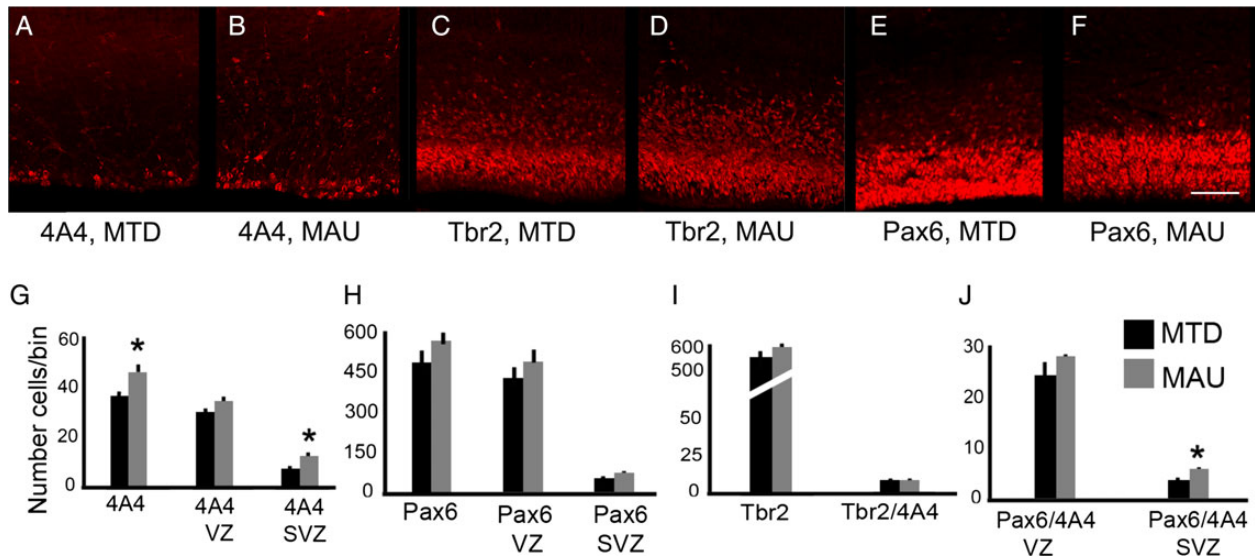 A B C D E F
4A4, MTD 4A4, MAU Tbr2, MTD Tbr2, MAU Pax6, MTD Pax6, MAU
G H I J
Number cells/bin
60
40
20
0
4A4 4A4 4A4
VZ SVZ
*
*
600
450
300
150
0
Pax6 Pax6 Pax6
VZ SVZ
600
500
50
25
0
Tbr2 Tbr2/4A4
30
20
10
0
Pax6/4A4 Pax6/4A4
VZ SVZ
*
MTD
MAU